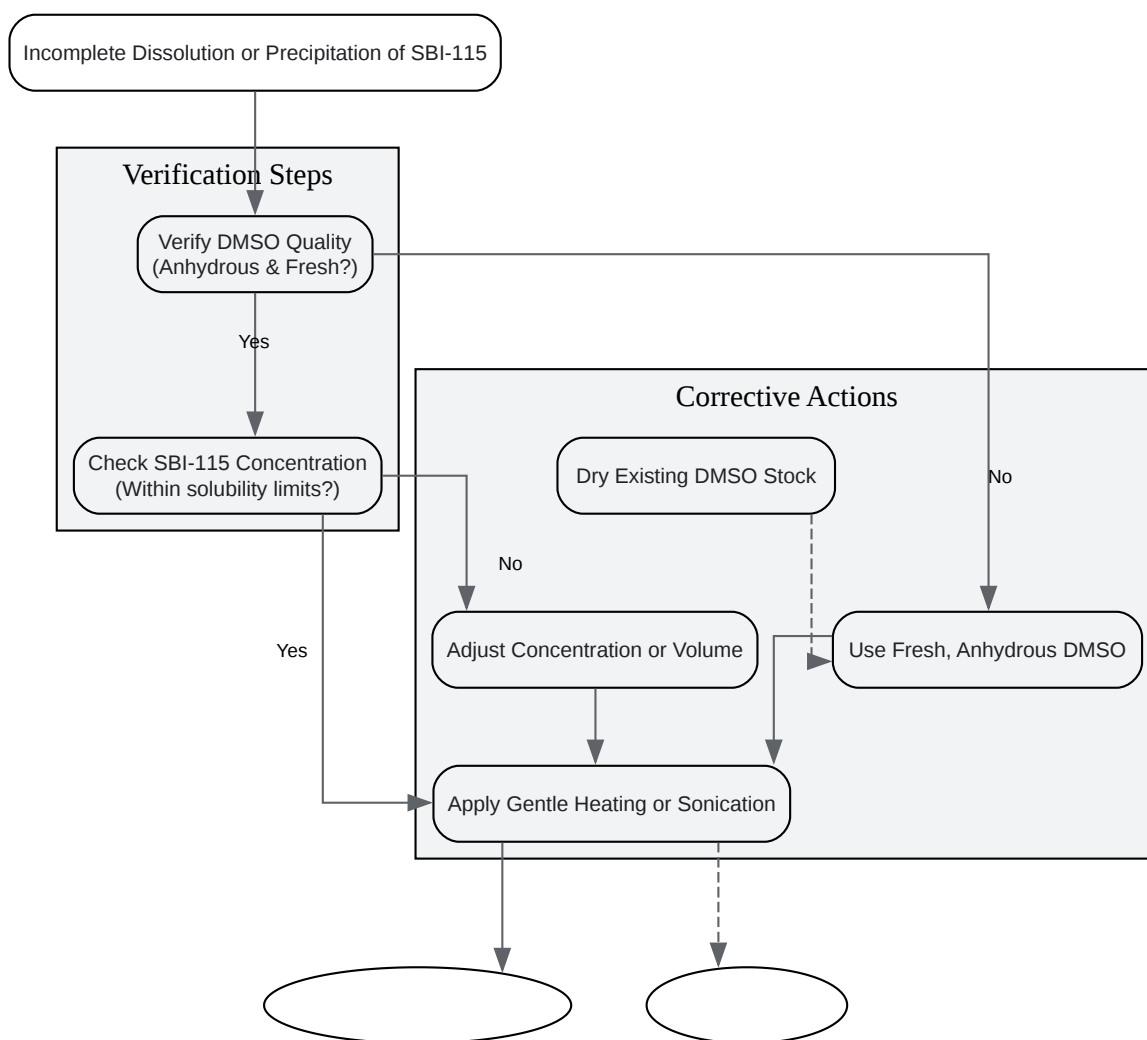 Incomplete Dissolution or Precipitation of SBI-115
Verification Steps
Verify DMSO Quality
(Anhydrous & Fresh?)
Yes
Corrective Actions
Check SBI-115 Concentration
(Within solubility limits?)
Dry Existing DMSO Stock
No
No
Yes
Adjust Concentration or Volume
Use Fresh, Anhydrous DMSO
Apply Gentle Heating or Sonication